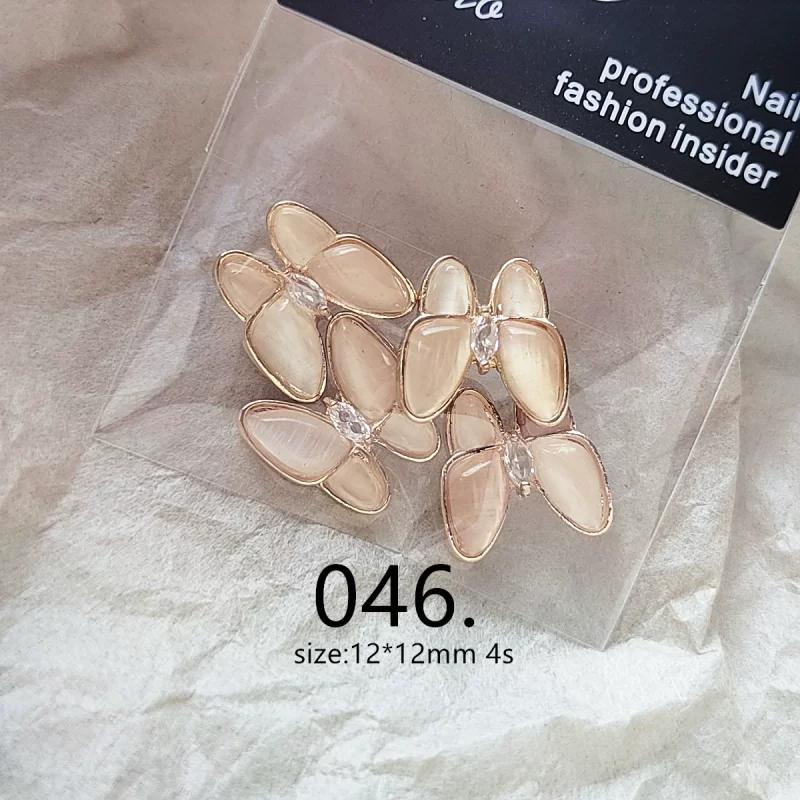 Nail
professional
fashion insider
046.
size:12*12mm 4s